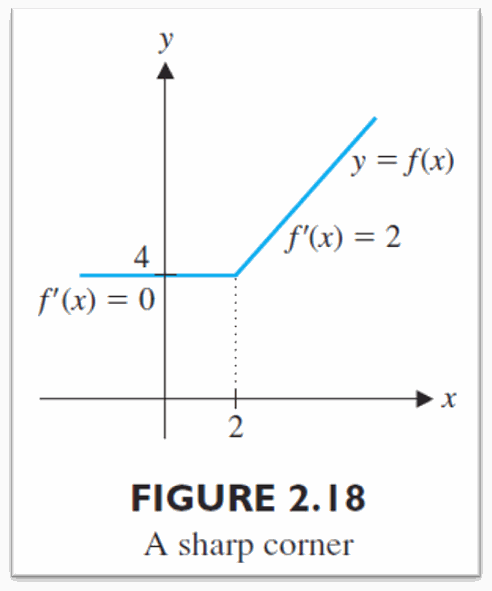 y
y = f(x)
f′(x) = 2
4
f′(x) = 0
x
2
FIGURE 2.18
A sharp corner